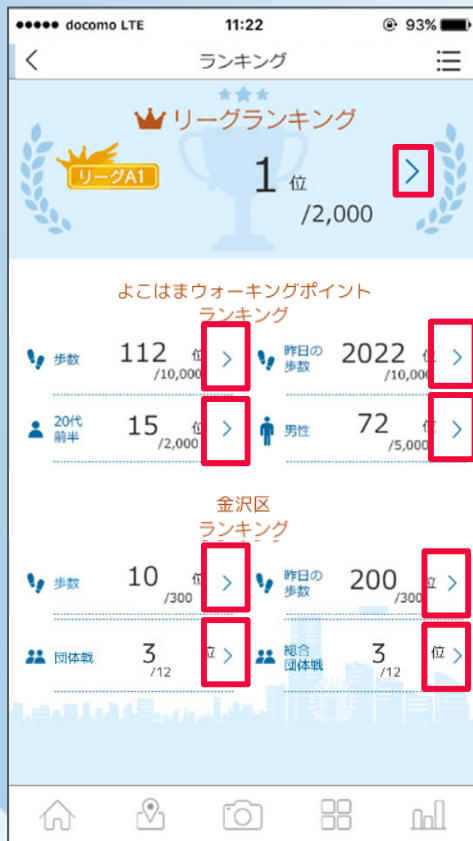 docomo LTE 11:22 93%
ランキング
リーグランキング
リーグA1
1 位
/2,000
よこはまウォーキングポイント
ランキング
歩数 112 位 /10,000
昨日の歩数 2022 位 /10,000
20代前半 15 位 /2,000
男性 72 位 /5,000
金沢区
ランキング
歩数 10 位 /300
昨日の歩数 200 位 /300
団体戦 3 位 /12
総合団体戦 3 位 /12